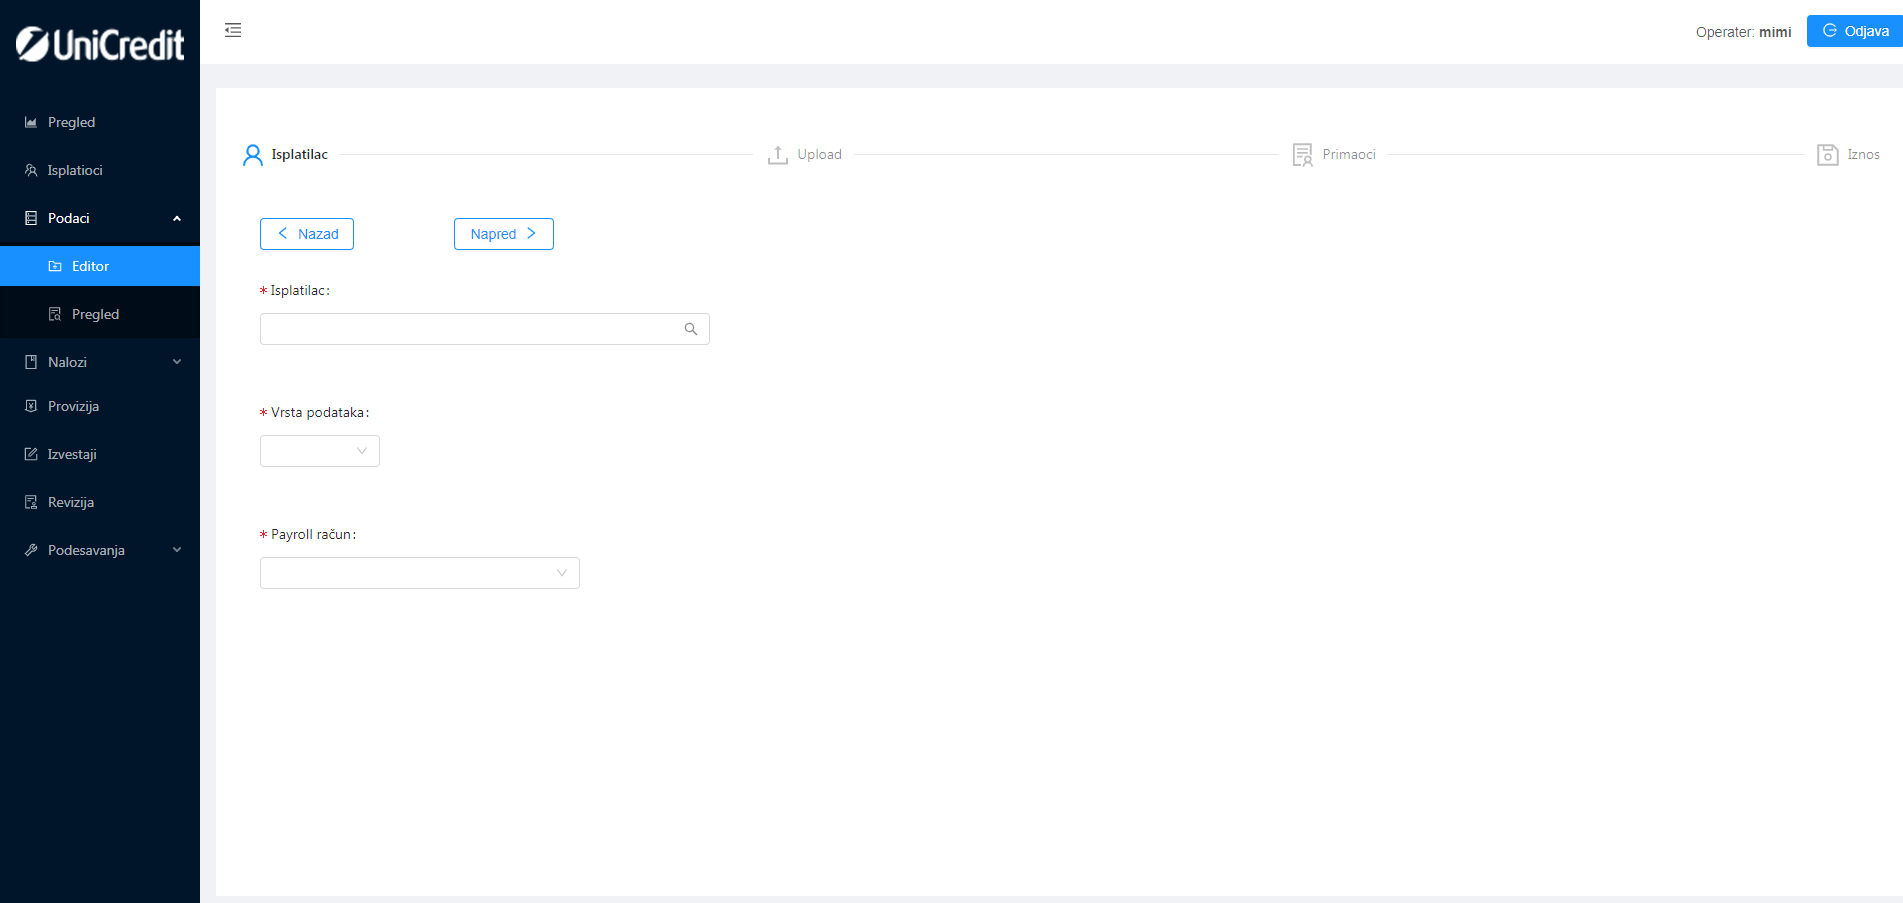 UniCredit
Operater: mimi
Odjava
Pregled
Isplatioci
Podaci
Editor
Pregled
Nalozi
Provizija
Izvestaji
Revizija
Podesavanja
Isplatilac
Upload
Primaoci
Iznos
Nazad
Napred
* Isplatilac:
* Vrsta podataka:
* Payroll račun: